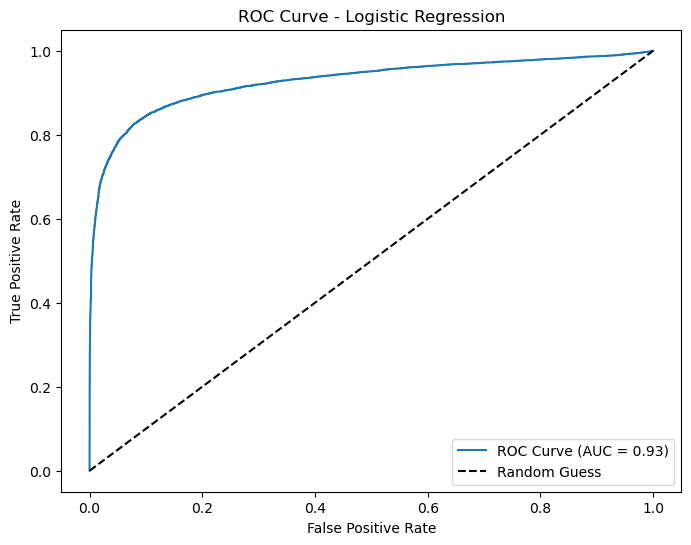 ROC Curve - Logistic Regression
True Positive Rate
1.0
0.8
0.6
0.4
0.2
0.0
0.0 0.2 0.4 0.6 0.8 1.0
False Positive Rate
ROC Curve (AUC = 0.93)
Random Guess